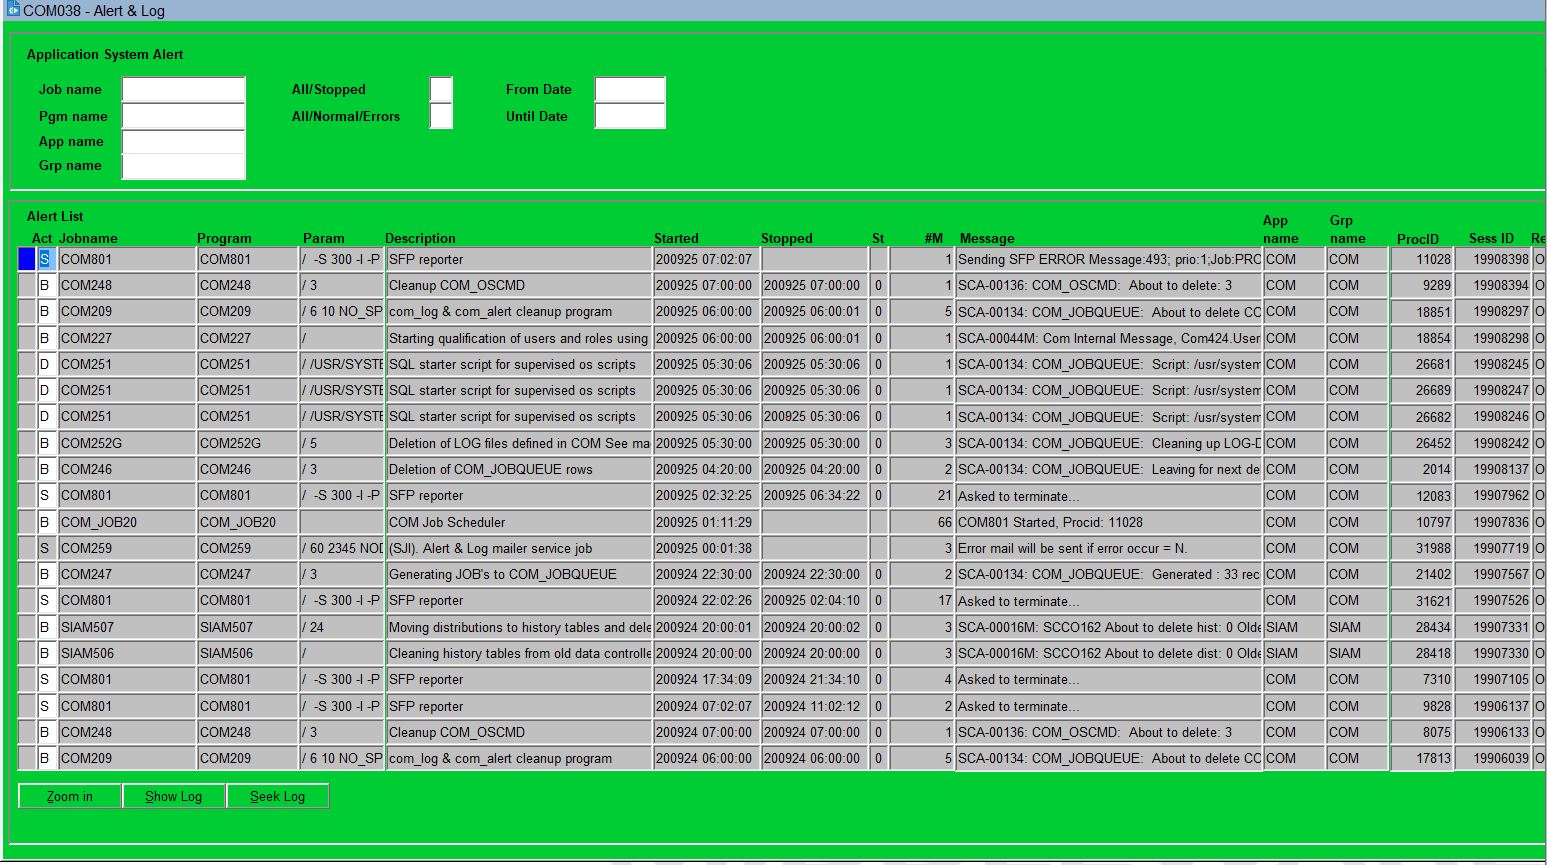 COM038 - Alert & Log
Application System Alert
Job name All/Stopped From Date
Pgm name All/Normal/Errors Until Date
App name
Grp name
Alert List App Grp
Act Jobname Program Param Description Started Stopped St #M Message name name ProcID Sess ID Re
S COM801 COM801 / -S 300 -I -P SFP reporter 200925 07:02:07 1 Sending SFP ERROR Message:493; prio:1;Job:PRC COM COM 11028 19908398 O
B COM248 COM248 / 3 Cleanup COM_OSCMD 200925 07:00:00 200925 07:00:00 0 1 SCA-00136: COM_OSCMD: About to delete: 3 COM COM 9289 19908394 O
B COM209 COM209 / 6 10 NO_SP com_log & com_alert cleanup program 200925 06:00:00 200925 06:00:01 0 5 SCA-00134: COM_JOBQUEUE: About to delete CC COM COM 18851 19908297 O
B COM227 COM227 / Starting qualification of users and roles using 200925 06:00:00 200925 06:00:01 0 1 SCA-00044M: Com Internal Message, Com424.User COM COM 18854 19908298 O
D COM251 COM251 / /USR/SYSTE SQL starter script for supervised os scripts 200925 05:30:06 200925 05:30:06 0 1 SCA-00134: COM_JOBQUEUE: Script: /usr/system COM COM 26681 19908245 O
D COM251 COM251 / /USR/SYSTE SQL starter script for supervised os scripts 200925 05:30:06 200925 05:30:06 0 1 SCA-00134: COM_JOBQUEUE: Script: /usr/system COM COM 26689 19908247 O
D COM251 COM251 / /USR/SYSTE SQL starter script for supervised os scripts 200925 05:30:06 200925 05:30:06 0 1 SCA-00134: COM_JOBQUEUE: Script: /usr/system COM COM 26682 19908246 O
B COM252G COM252G / 5 Deletion of LOG files defined in COM See ma 200925 05:30:00 200925 05:30:00 0 3 SCA-00134: COM_JOBQUEUE: Cleaning up LOG-D COM COM 26452 19908242 O
B COM246 COM246 / 3 Deletion of COM_JOBQUEUE rows 200925 04:20:00 200925 04:20:00 0 2 SCA-00134: COM_JOBQUEUE: Leaving for next de COM COM 2014 19908137 O
S COM801 COM801 / -S 300 -I -P SFP reporter 200925 02:32:25 200925 06:34:22 0 21 Asked to terminate... COM COM 12083 19907962 O
B COM_JOB20 COM_JOB20 COM Job Scheduler 200925 01:11:29 66 COM801 Started, Procid: 11028 COM COM 10797 19907836 O
S COM259 COM259 / 60 2345 NOD (SJI). Alert & Log mailer service job 200925 00:01:38 3 Error mail will be sent if error occur = N. COM COM 31988 19907719 O
B COM247 COM247 / 3 Generating JOB's to COM_JOBQUEUE 200924 22:30:00 200924 22:30:00 0 2 SCA-00134: COM_JOBQUEUE: Generated : 33 rec COM COM 21402 19907567 O
S COM801 COM801 / -S 300 -I -P SFP reporter 200924 22:02:26 200925 02:04:10 0 17 Asked to terminate... COM COM 31621 19907526 O
B SIAM507 SIAM507 / 24 Moving distributions to history tables and dele 200924 20:00:01 200924 20:00:02 0 3 SCA-00016M: SCCO162 About to delete hist: 0 Olde SIAM SIAM 28434 19907331 O
B SIAM506 SIAM506 / Cleaning history tables from old data controlle 200924 20:00:00 200924 20:00:00 0 3 SCA-00016M: SCCO162 About to delete dist: 0 Olde SIAM SIAM 28418 19907330 O
S COM801 COM801 / -S 300 -I -P SFP reporter 200924 17:34:09 200924 21:34:10 0 4 Asked to terminate... COM COM 7310 19907105 O
S COM801 COM801 / -S 300 -I -P SFP reporter 200924 07:02:07 200924 11:02:12 0 2 Asked to terminate... COM COM 9828 19906137 O
B COM248 COM248 / 3 Cleanup COM_OSCMD 200924 07:00:00 200924 07:00:00 0 1 SCA-00136: COM_OSCMD: About to delete: 3 COM COM 8075 19906133 O
B COM209 COM209 / 6 10 NO_SP com_log & com_alert cleanup program 200924 06:00:00 200924 06:00:00 0 5 SCA-00134: COM_JOBQUEUE: About to delete CC COM COM 17813 19906039 O
Zoom in Show Log Seek Log